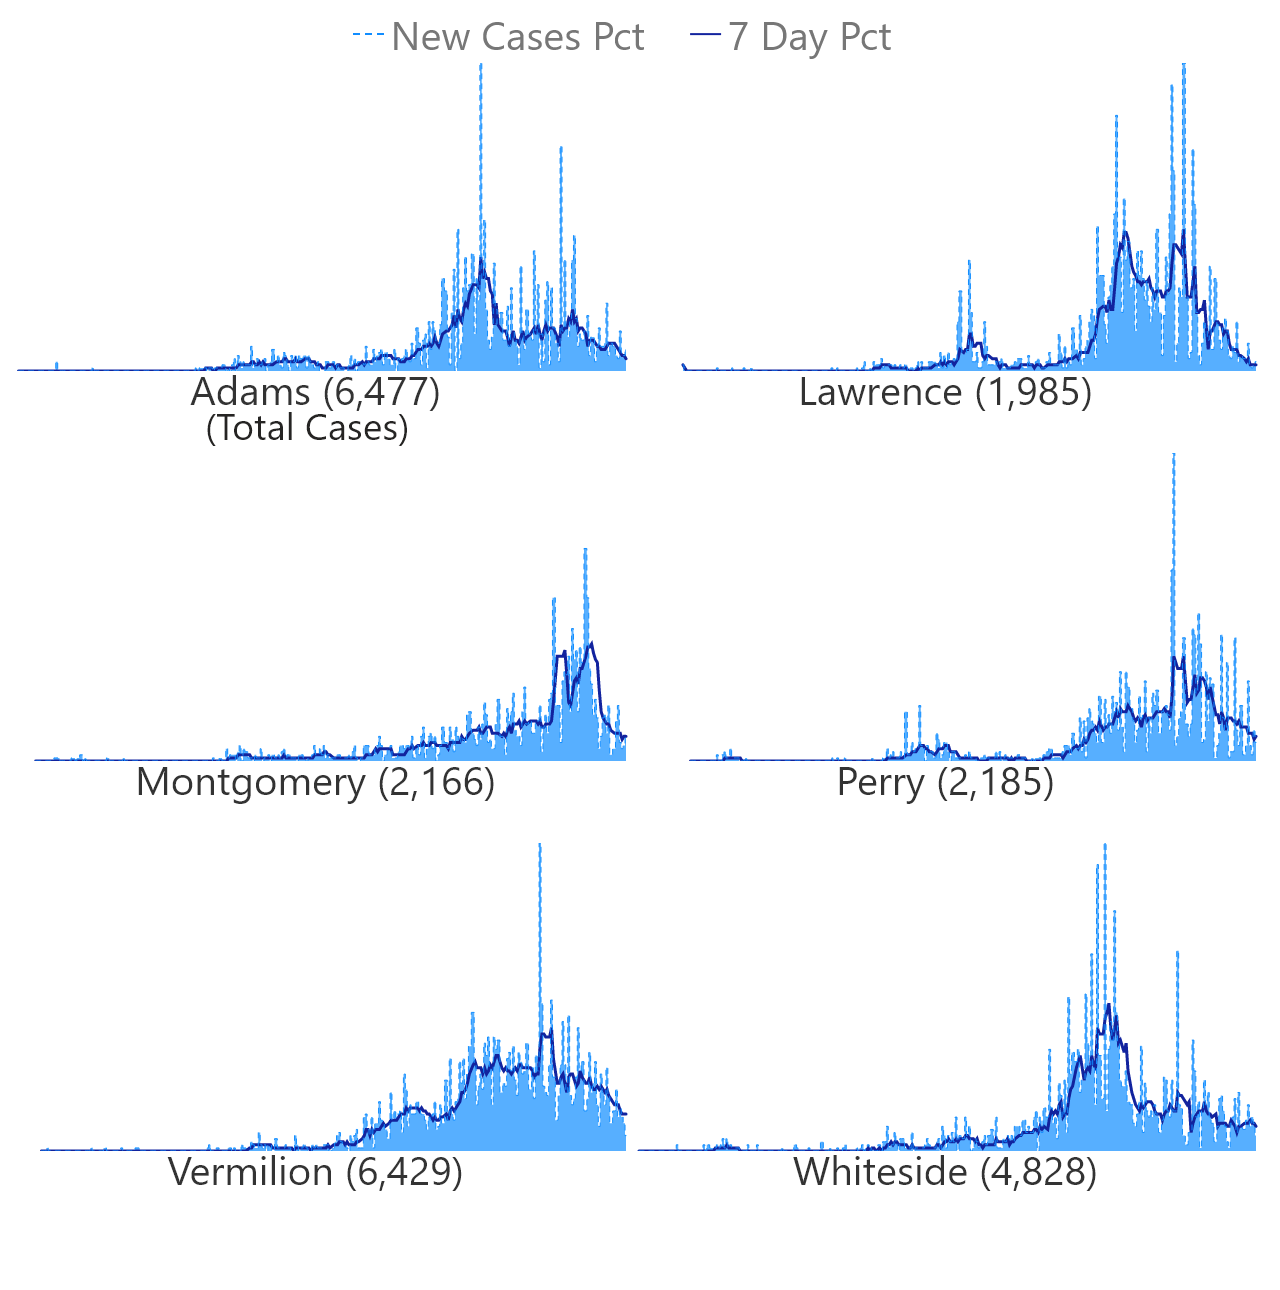 New Cases Pct 7 Day Pct
Adams (6,477) Lawrence (1,985)
(Total Cases)
Montgomery (2,166) Perry (2,185)
Vermilion (6,429) Whiteside (4,828)